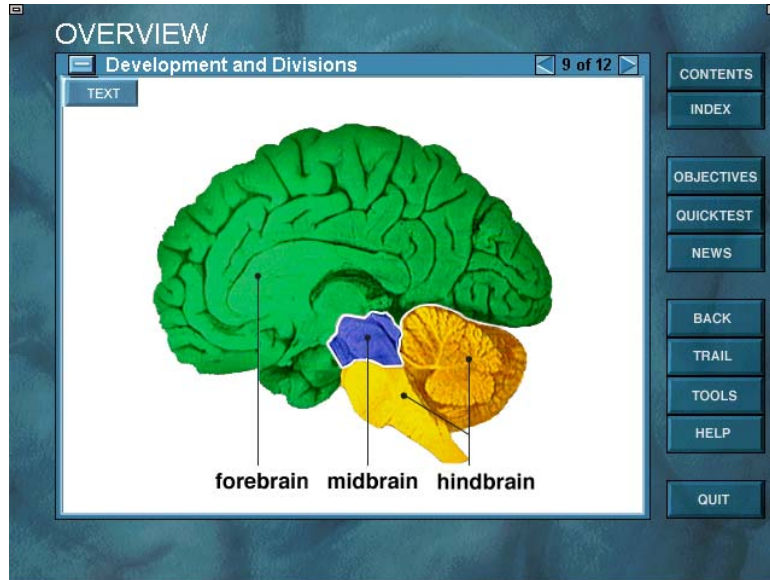 OVERVIEW
Development and Divisions
9 of 12
TEXT
forebrain midbrain hindbrain
CONTENTS
INDEX
OBJECTIVES
QUICKTEST
NEWS
BACK
TRAIL
TOOLS
HELP
QUIT